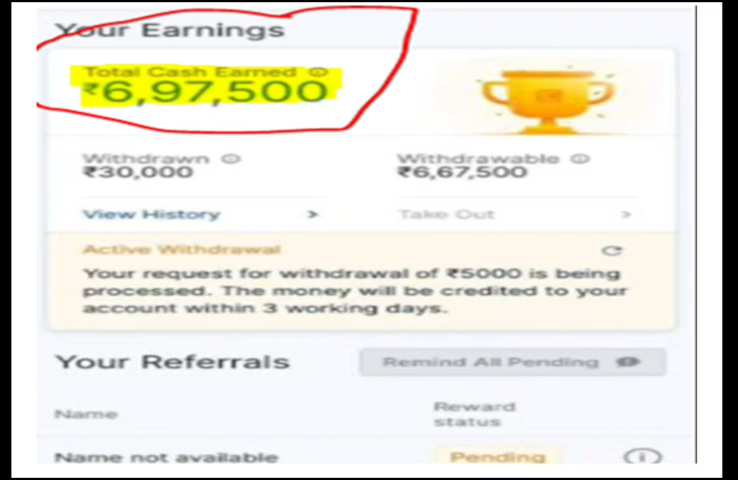 Your Earnings
Total Cash Earned
₹6,97,500
Withdrawn
₹30,000
Withdrawable
₹6,67,500
View History >
Take Out >
Active Withdrawal
Your request for withdrawal of ₹5000 is being
processed. The money will be credited to your
account within 3 working days.
Your Referrals
Remind All Pending
Name
Reward
status
Name not available
Pending